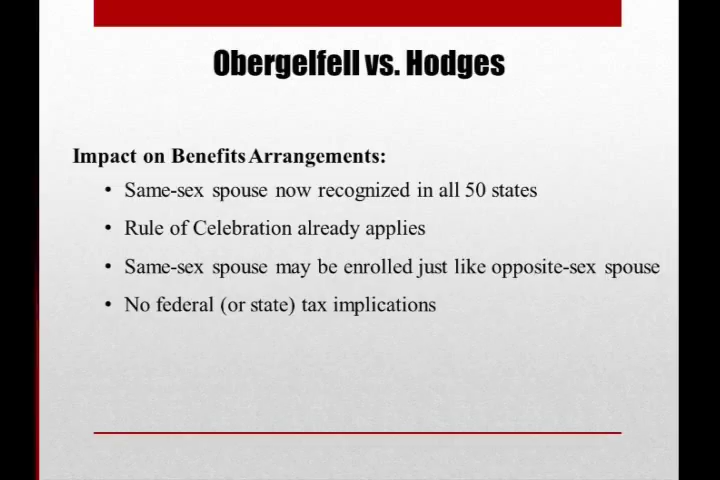 Obergelfell vs. Hodges
Impact on Benefits Arrangements:
• Same-sex spouse now recognized in all 50 states
• Rule of Celebration already applies
• Same-sex spouse may be enrolled just like opposite-sex spouse
• No federal (or state) tax implications